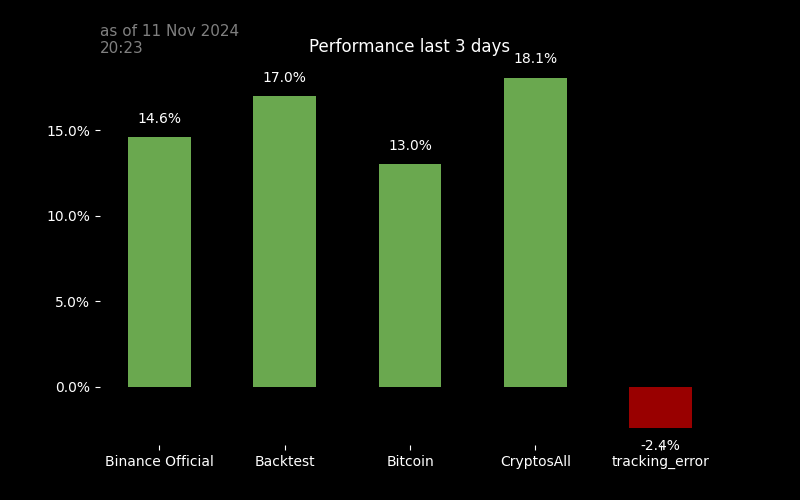 as of 11 Nov 2024
20:23
Performance last 3 days
18.1%
17.0%
14.6%
13.0%
15.0%
10.0%
5.0%
0.0%
-2.4%
Binance Official
Backtest
Bitcoin
CryptosAll
tracking_error